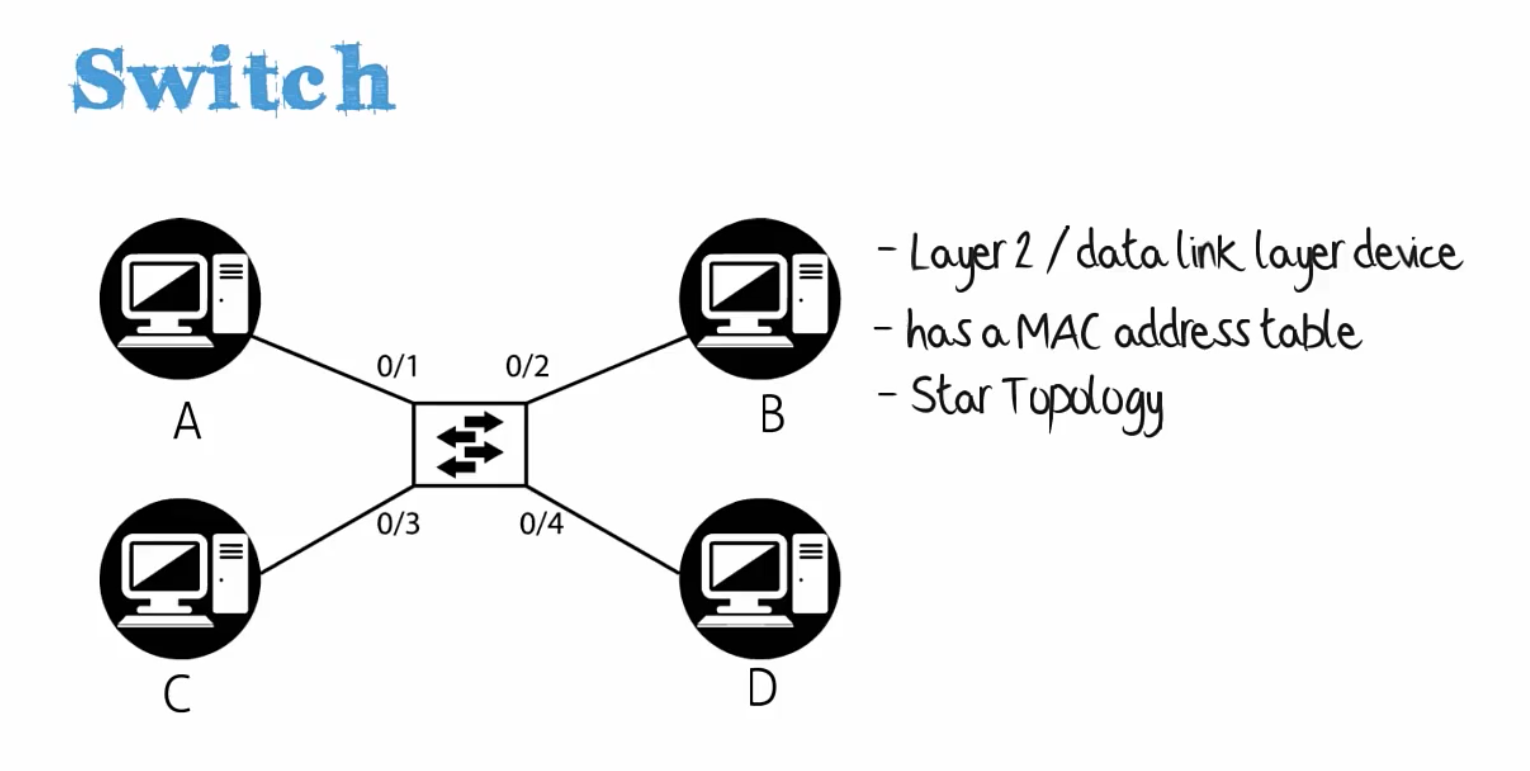 Switch
- Layer 2 / data link layer device
- has a MAC address table
- Star Topology
0/1
0/2
A
B
0/3
0/4
C
D